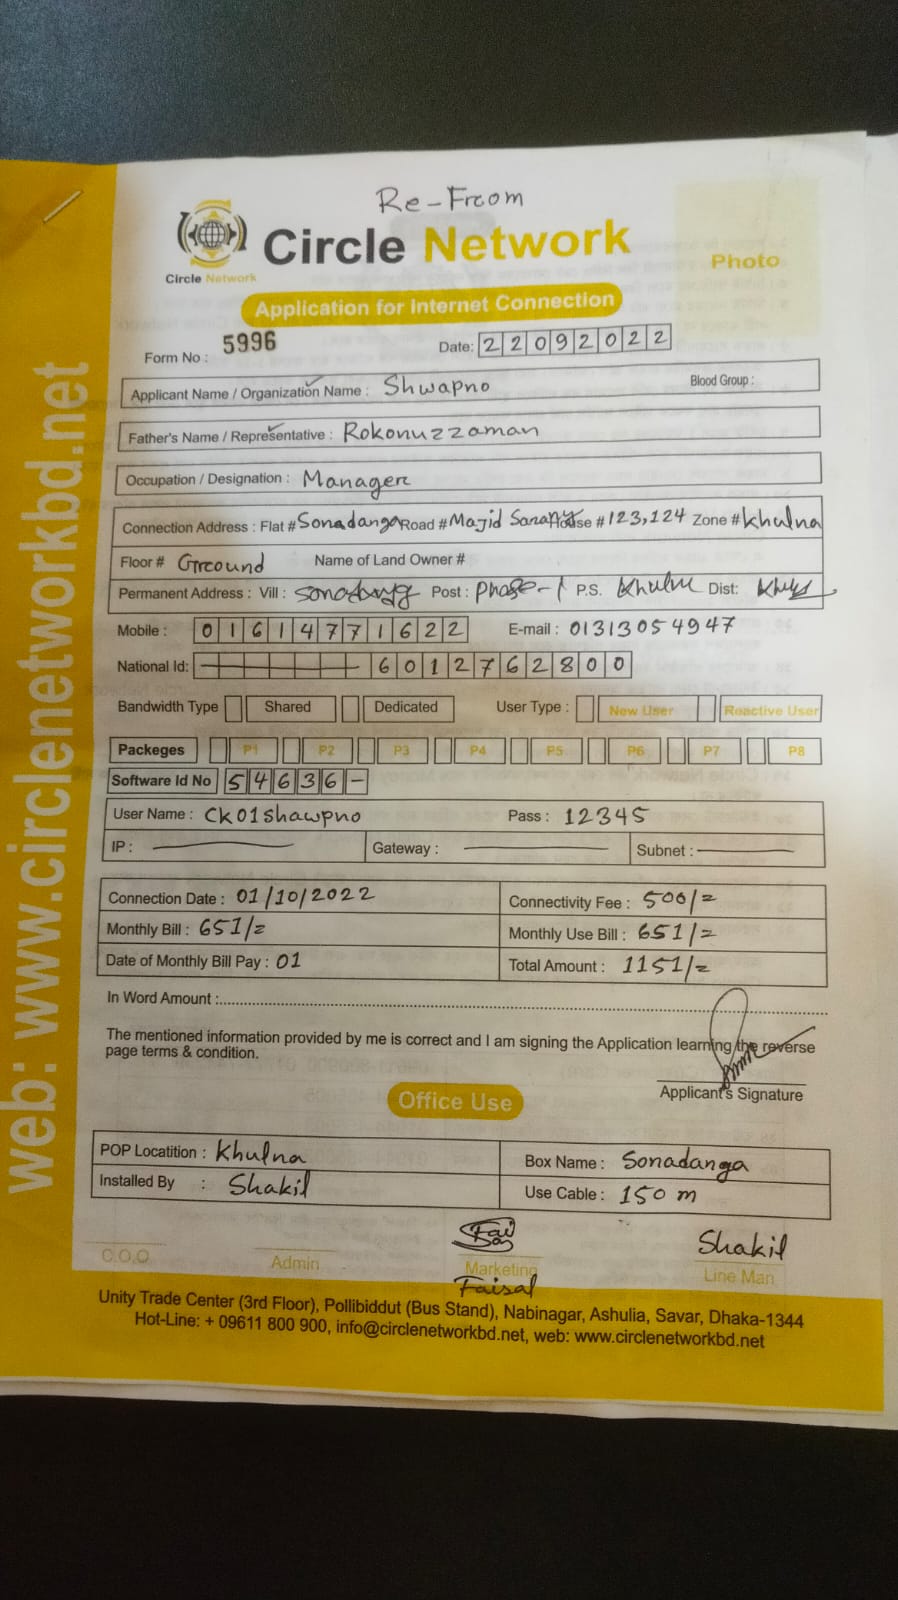 Re-From
Circle Network
Circle Network
Photo
Application for Internet Connection
Form No : 5996
Date: 22092022
Applicant Name / Organization Name : Shwapno Blood Group :
Father's Name / Representative : Rokonuzzaman
Occupation / Designation : Manager
Connection Address : Flat # Sonadanga Road # Majid Sarany House # 123,124 Zone # Khulna
Floor # Ground Name of Land Owner #
Permanent Address : Vill : Post : Phase-1 P.S. Dist:
Mobile : 01614771622 E-mail : 01313054947
National Id: 6012762800
Bandwidth Type Shared Dedicated User Type : New User Reactive User
Packeges P1 P2 P3 P4 P5 P6 P7 P8
Software Id No 54636-
User Name : CK01shawpno Pass : 12345
IP : Gateway : Subnet :
Connection Date : 01/10/2022 Connectivity Fee : 500/=
Monthly Bill : 651/= Monthly Use Bill : 651/=
Date of Monthly Bill Pay : 01 Total Amount : 1151/=
In Word Amount :
The mentioned information provided by me is correct and I am signing the Application learning the reverse
page terms & condition.
Applicant's Signature
Office Use
POP Locatition : Khulna Box Name : Sonadanga
Installed By : Shakil Use Cable : 150 m
Shakil
C.O.O Admin Marketing Line Man
Faisal
Unity Trade Center (3rd Floor), Pollibiddut (Bus Stand), Nabinagar, Ashulia, Savar, Dhaka-1344
Hot-Line: + 09611 800 900, info@circlenetworkbd.net, web: www.circlenetworkbd.net
web: www.circlenetworkbd.net